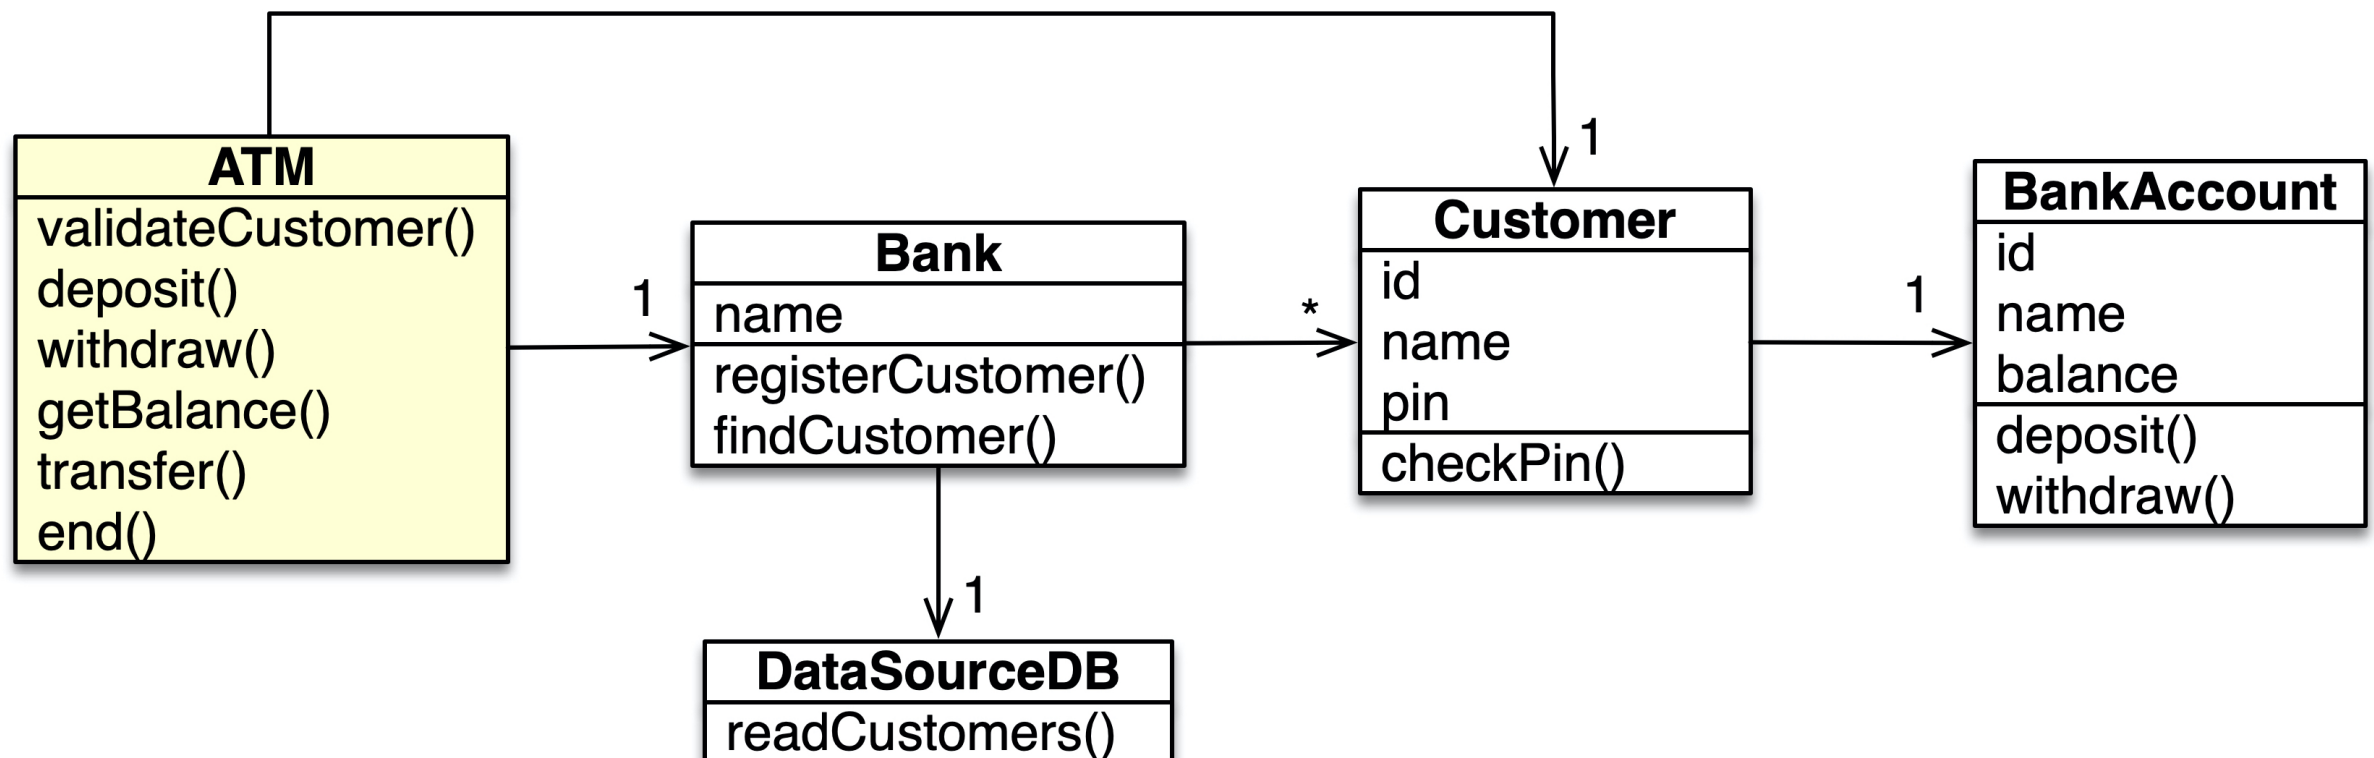 1
ATM
validateCustomer()
deposit()
withdraw()
getBalance()
transfer()
end()
1
Bank
name
registerCustomer()
findCustomer()
*
Customer
id
name
pin
checkPin()
1
BankAccount
id
name
balance
deposit()
withdraw()
1
DataSourceDB
readCustomers()